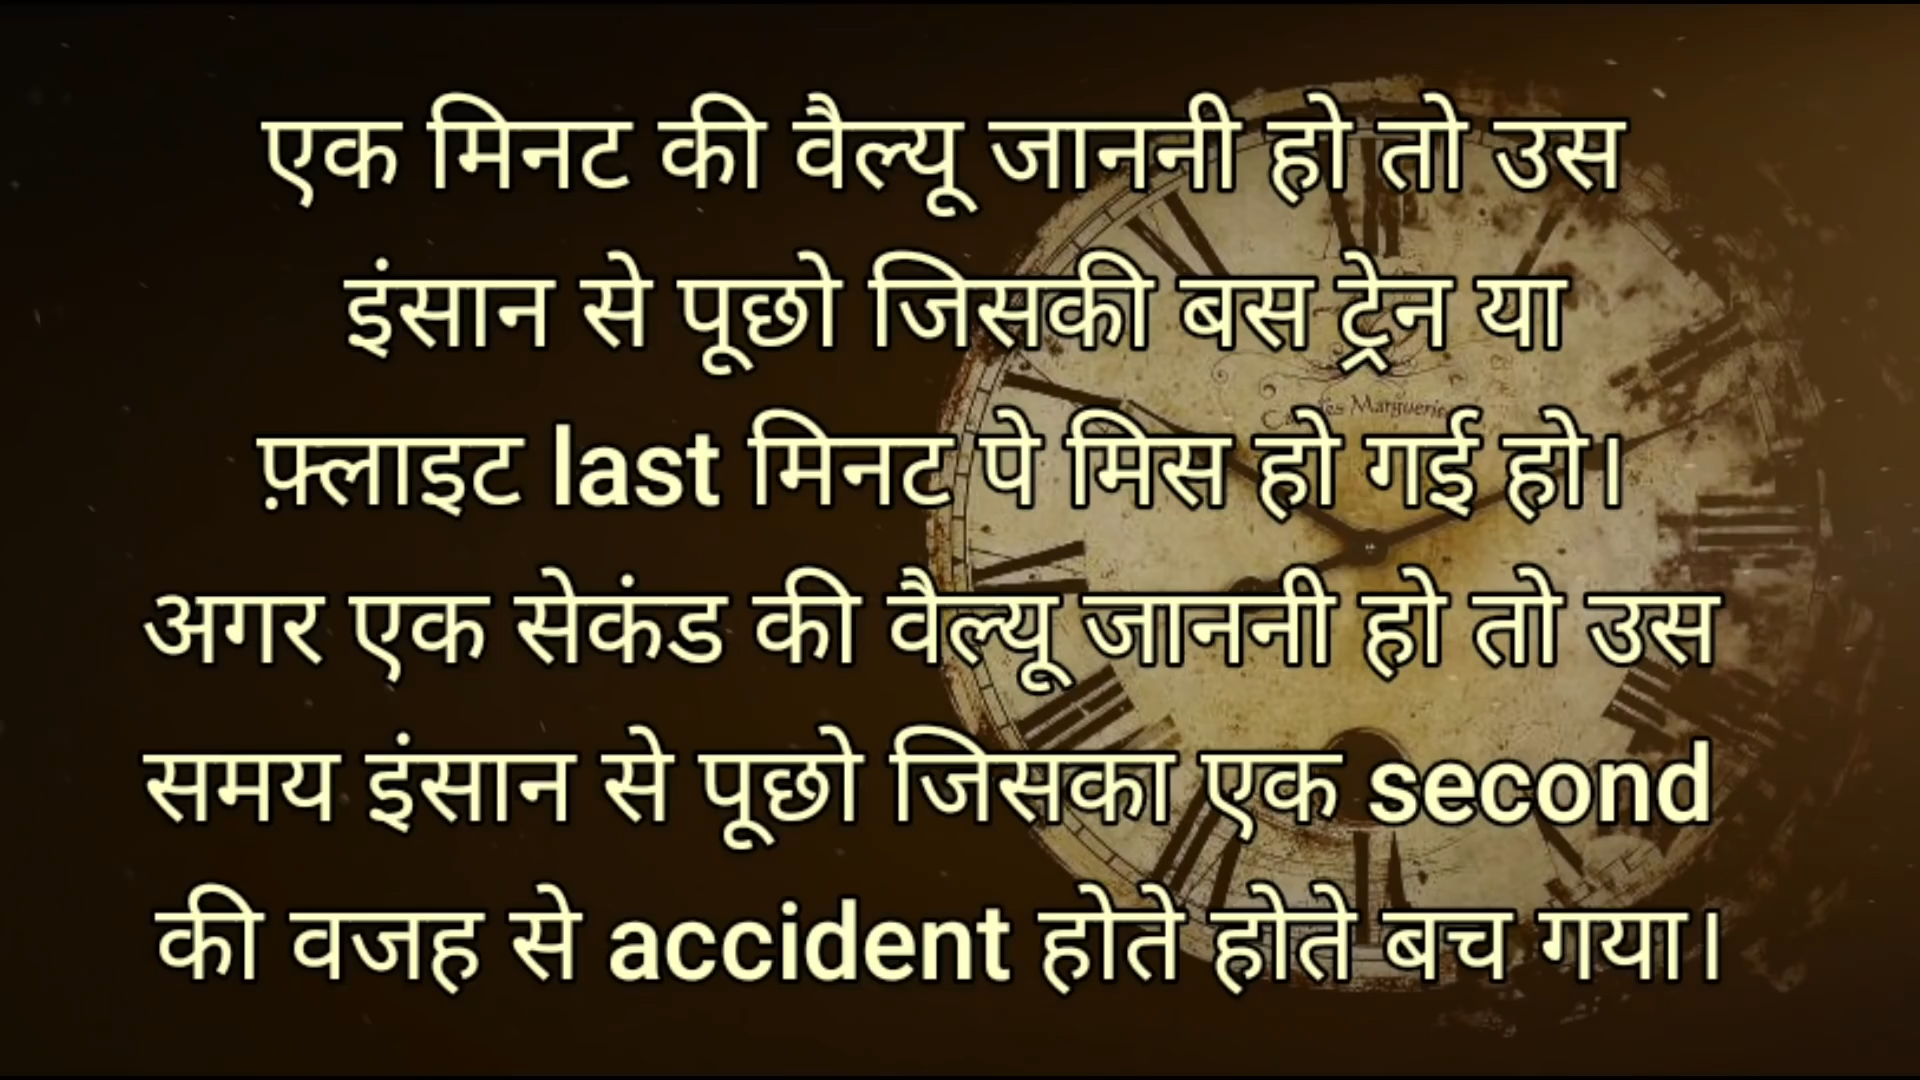 एक मिनट की वैल्यू जाननी हो तो उस
इंसान से पूछो जिसकी बस ट्रेन या
फ़्लाइट last मिनट पे मिस हो गई हो।
अगर एक सेकंड की वैल्यू जाननी हो तो उस
समय इंसान से पूछो जिसका एक second
की वजह से accident होते होते बच गया।